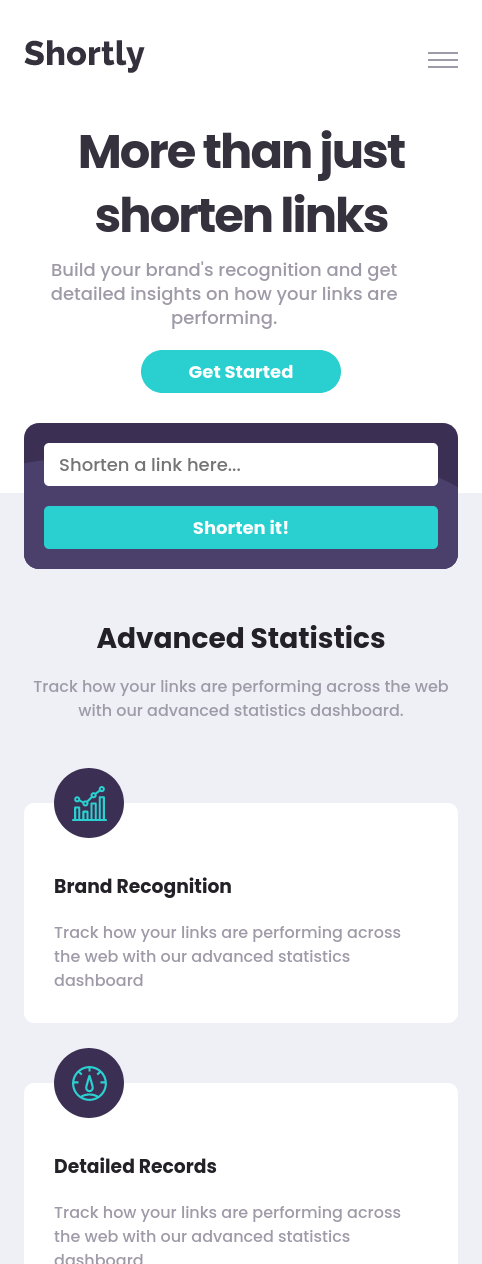 Shortly
More than just
shorten links
Build your brand's recognition and get
detailed insights on how your links are
performing.
Get Started
Shorten a link here...
Shorten it!
Advanced Statistics
Track how your links are performing across the web
with our advanced statistics dashboard.
Brand Recognition
Track how your links are performing across
the web with our advanced statistics
dashboard
Detailed Records
Track how your links are performing across
the web with our advanced statistics
dashboard